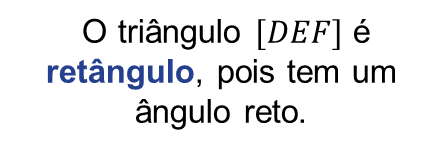 O triângulo [DEF] é
retângulo, pois tem um
ângulo reto.